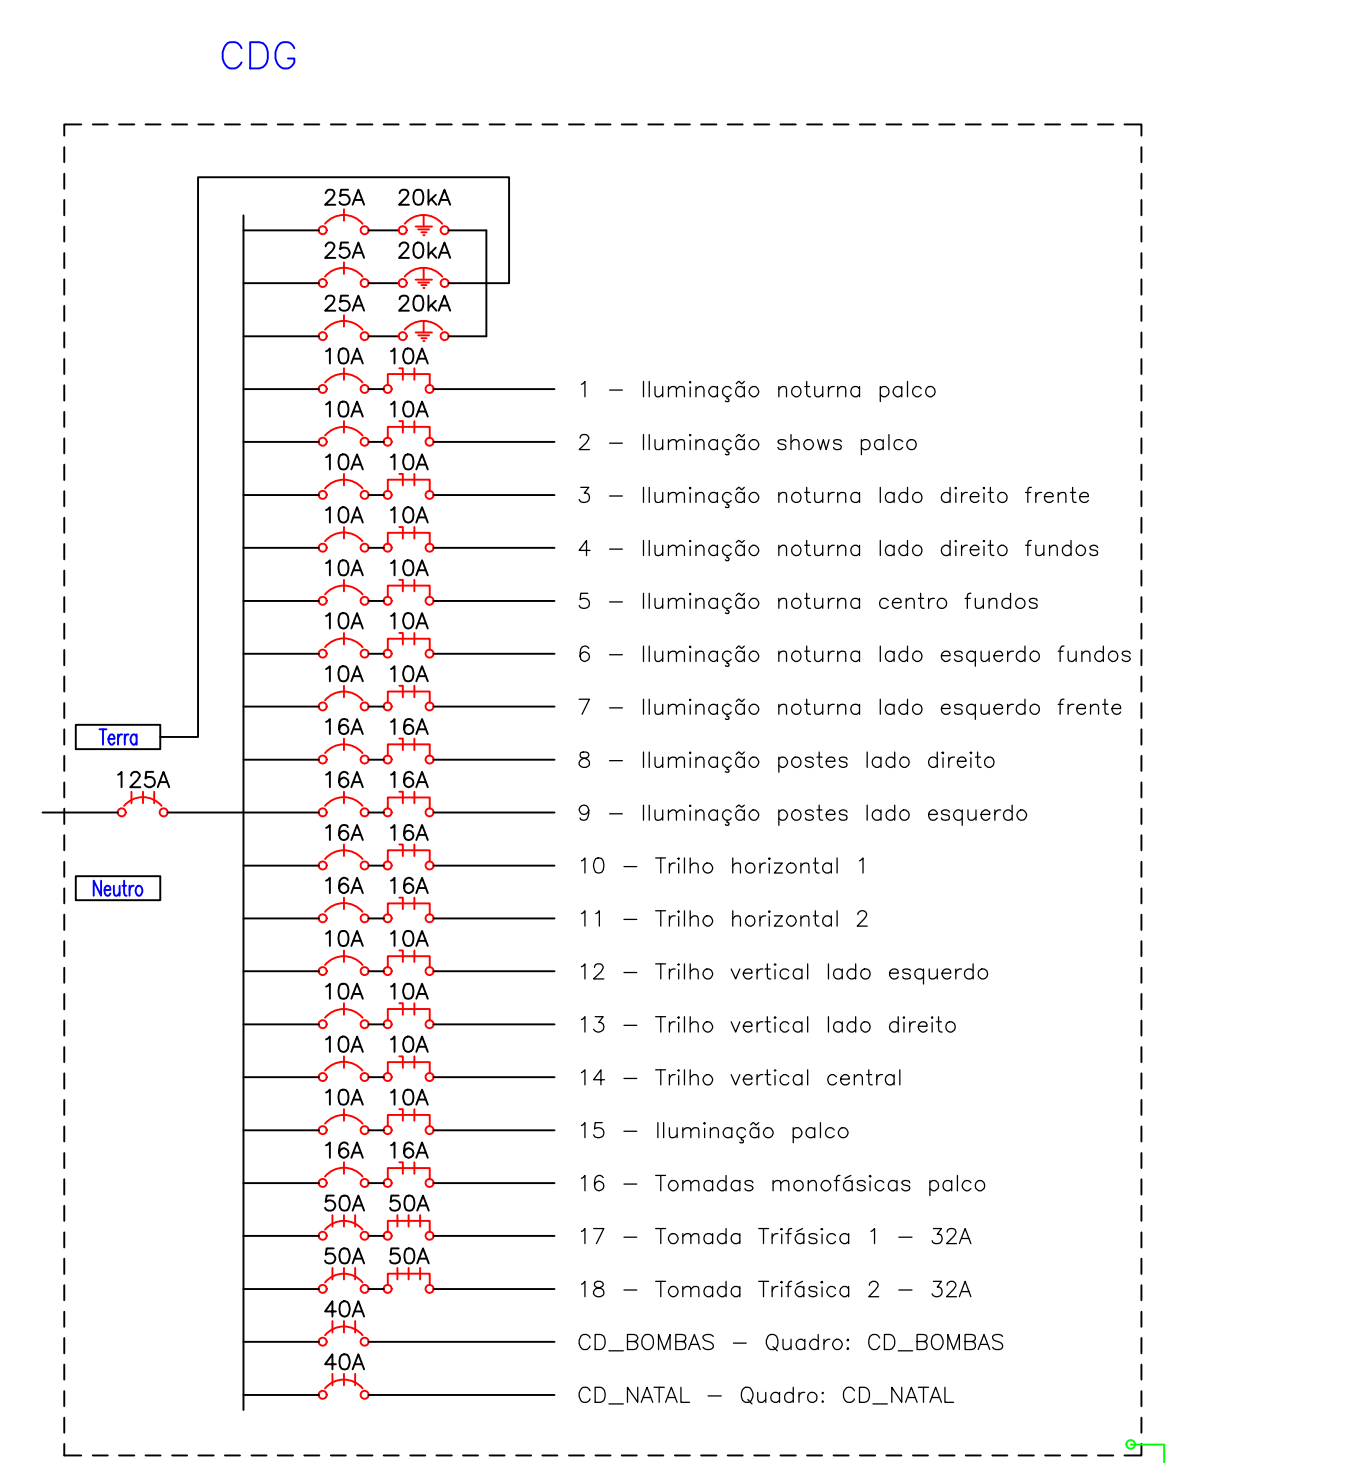 CDG
25A 20kA
25A 20kA
25A 20kA
10A 10A
1 - Iluminação noturna palco
10A 10A
2 - Iluminação shows palco
10A 10A
3 - Iluminação noturna lado direito frente
10A 10A
4 - Iluminação noturna lado direito fundos
10A 10A
5 - Iluminação noturna centro fundos
10A 10A
6 - Iluminação noturna lado esquerdo fundos
10A 10A
7 - Iluminação noturna lado esquerdo frente
16A 16A
Terra
8 - Iluminação postes lado direito
125A 16A 16A
9 - Iluminação postes lado esquerdo
16A 16A
10 - Trilho horizontal 1
Neutro
16A 16A
11 - Trilho horizontal 2
10A 10A
12 - Trilho vertical lado esquerdo
10A 10A
13 - Trilho vertical lado direito
10A 10A
14 - Trilho vertical central
10A 10A
15 - Iluminação palco
16A 16A
16 - Tomadas monofásicas palco
50A 50A
17 - Tomada Trifásica 1 - 32A
50A 50A
18 - Tomada Trifásica 2 - 32A
40A
CD_BOMBAS - Quadro: CD_BOMBAS
40A
CD_NATAL - Quadro: CD_NATAL